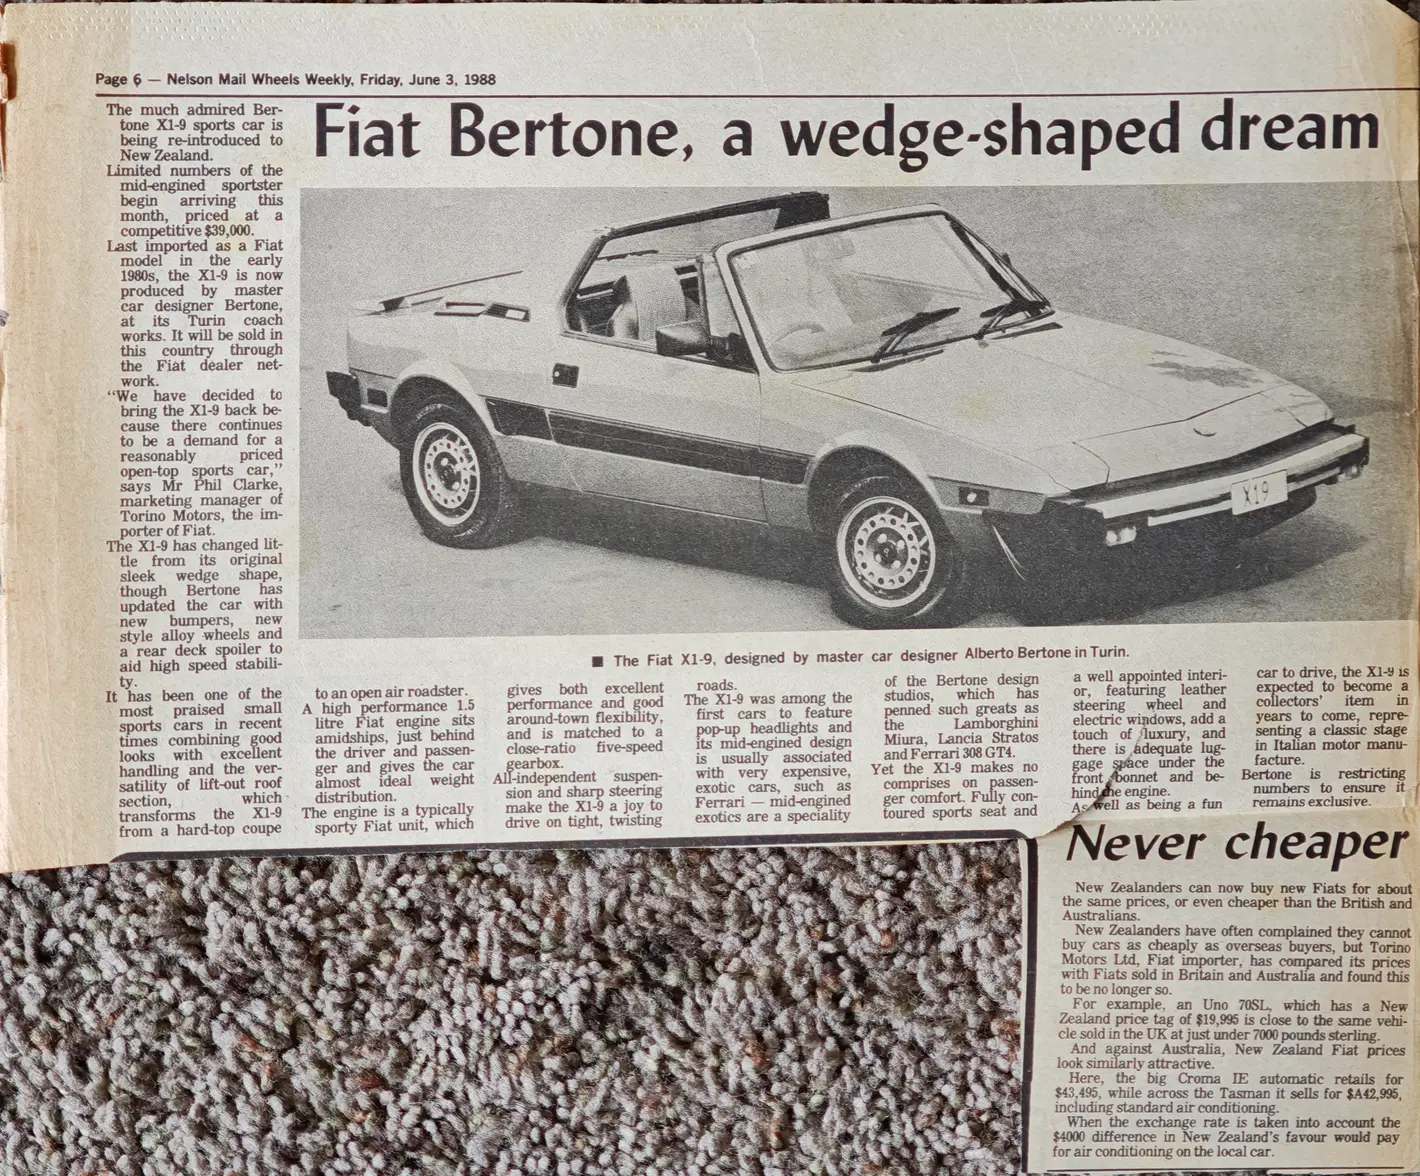 Page 6 — Nelson Mail Wheels Weekly, Friday, June 3, 1988
Fiat Bertone, a wedge-shaped dream
The much admired Ber-
tone X1-9 sports car is
being re-introduced to
New Zealand.
Limited numbers of the
mid-engined sportster
begin arriving this
month, priced at a
competitive $39,000.
Last imported as a Fiat
model in the early
1980s, the X1-9 is now
produced by master
car designer Bertone,
at its Turin coach
works. It will be sold in
this country through
the Fiat dealer net-
work.
“We have decided to
bring the X1-9 back be-
cause there continues
to be a demand for a
reasonably priced
open-top sports car,”
says Mr Phil Clarke,
marketing manager of
Torino Motors, the im-
porter of Fiat.
The X1-9 has changed lit-
tle from its original
sleek wedge shape,
though Bertone has
updated the car with
new bumpers, new
style alloy wheels and
a rear deck spoiler to
aid high speed stabili-
ty.
It has been one of the
most praised small
sports cars in recent
times combining good
looks with excellent
handling and the ver-
satility of lift-out roof
section, which
transforms the X1-9
from a hard-top coupe
X19
■ The Fiat X1-9, designed by master car designer Alberto Bertone in Turin.
to an open air roadster.
A high performance 1.5
litre Fiat engine sits
amidships, just behind
the driver and passen-
ger and gives the car
almost ideal weight
distribution.
The engine is a typically
sporty Fiat unit, which
gives both excellent
performance and good
around-town flexibility,
and is matched to a
close-ratio five-speed
gearbox.
All-independent suspen-
sion and sharp steering
make the X1-9 a joy to
drive on tight, twisting
roads.
The X1-9 was among the
first cars to feature
pop-up headlights and
its mid-engined design
is usually associated
with very expensive,
exotic cars, such as
Ferrari — mid-engined
exotics are a speciality
of the Bertone design
studios, which has
penned such greats as
the Lamborghini
Miura, Lancia Stratos
and Ferrari 308 GT4.
Yet the X1-9 makes no
comprises on passen-
ger comfort. Fully con-
toured sports seat and
a well appointed interi-
or, featuring leather
steering wheel and
electric windows, add a
touch of luxury, and
there is adequate lug-
gage space under the
front bonnet and be-
hind the engine.
As well as being a fun
car to drive, the X1-9 is
expected to become a
collectors’ item in
years to come, repre-
senting a classic stage
in Italian motor manu-
facture.
Bertone is restricting
numbers to ensure it
remains exclusive.
Never cheaper
New Zealanders can now buy new Fiats for about
the same prices, or even cheaper than the British and
Australians.
New Zealanders have often complained they cannot
buy cars as cheaply as overseas buyers, but Torino
Motors Ltd, Fiat importer, has compared its prices
with Fiats sold in Britain and Australia and found this
to be no longer so.
For example, an Uno 70SL, which has a New
Zealand price tag of $19,995 is close to the same vehi-
cle sold in the UK at just under 7000 pounds sterling.
And against Australia, New Zealand Fiat prices
look similarly attractive.
Here, the big Croma IE automatic retails for
$43,495, while across the Tasman it sells for $A42,995,
including standard air conditioning.
When the exchange rate is taken into account the
$4000 difference in New Zealand’s favour would pay
for air conditioning on the local car.